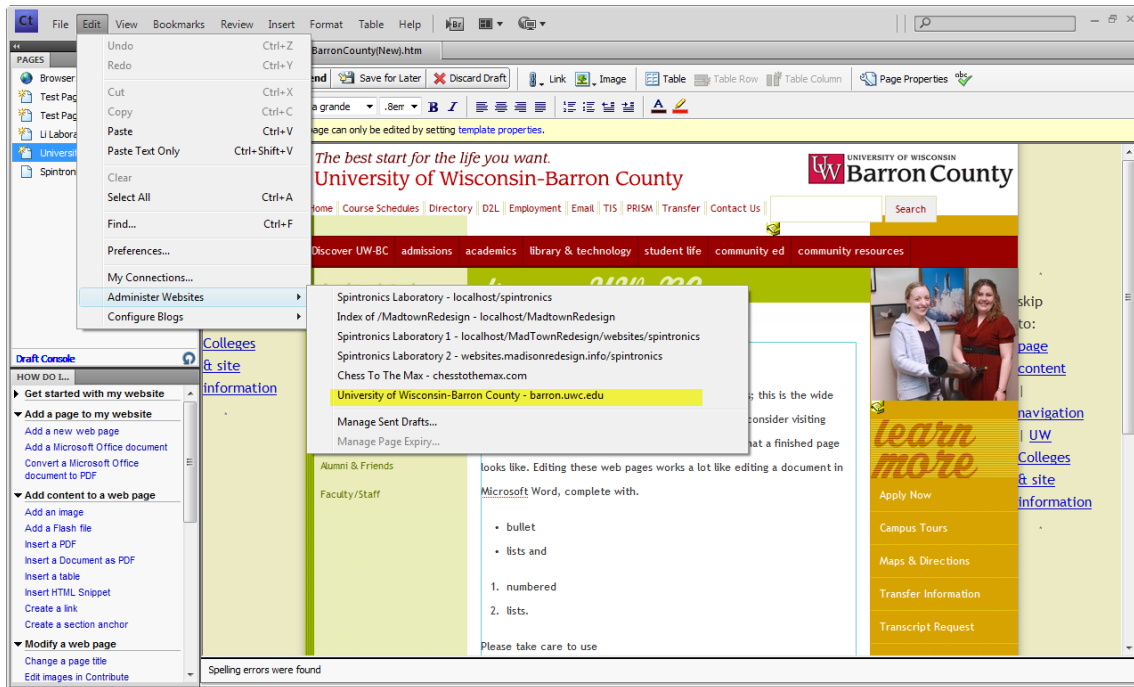 Ct File Edit View Bookmarks Review Insert Format Table Help Br
PAGES
Browser
Test Pag
Test Pag
Li Labora
Universit
Spintron
Undo Ctrl+Z
Redo Ctrl+Y
Cut Ctrl+X
Copy Ctrl+C
Paste Ctrl+V
Paste Text Only Ctrl+Shift+V
Clear
Select All Ctrl+A
Find... Ctrl+F
Preferences...
My Connections...
Administer Websites
Configure Blogs
BarronCounty(New).htm
nd Save for Later Discard Draft Link Image Table Table Row Table Column Page Properties abc
a grande .8em B I A
age can only be edited by setting template properties.
The best start for the life you want.
University of Wisconsin-Barron County
UW UNIVERSITY OF WISCONSIN
Barron County
Home Course Schedules Directory D2L Employment Email TIS PRISM Transfer Contact Us Search
Discover UW-BC admissions academics library & technology student life community ed community resources
Spintronics Laboratory - localhost/spintronics
Index of /MadtownRedesign - localhost/MadtownRedesign
Spintronics Laboratory 1 - localhost/MadTownRedesign/websites/spintronics
Spintronics Laboratory 2 - websites.madisonredesign.info/spintronics
Chess To The Max - chesstothemax.com
University of Wisconsin-Barron County - barron.uwc.edu
Manage Sent Drafts...
Manage Page Expiry...
Colleges
& site
information
skip
to:
page
content
|
navigation
| UW
Colleges
& site
information
; this is the wide
consider visiting
hat a finished page
looks like. Editing these web pages works a lot like editing a document in
Microsoft Word, complete with.
• bullet
• lists and
1. numbered
2. lists.
Please take care to use
Alumni & Friends
Faculty/Staff
learn
more
Apply Now
Campus Tours
Maps & Directions
Transfer Information
Transcript Request
Draft Console
HOW DO I...
Get started with my website
Add a page to my website
Add a new web page
Add a Microsoft Office document
Convert a Microsoft Office
document to PDF
Add content to a web page
Add an image
Add a Flash file
Insert a PDF
Insert a Document as PDF
Insert a table
Insert HTML Snippet
Create a link
Create a section anchor
Modify a web page
Change a page title
Edit images in Contribute
Spelling errors were found